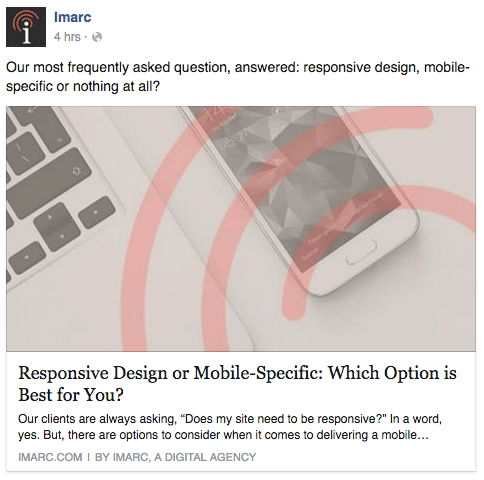 Imarc
4 hrs ·
Our most frequently asked question, answered: responsive design, mobile-
specific or nothing at all?
Responsive Design or Mobile-Specific: Which Option is
Best for You?
Our clients are always asking, “Does my site need to be responsive?” In a word,
yes. But, there are options to consider when it comes to delivering a mobile…
IMARC.COM | BY IMARC, A DIGITAL AGENCY